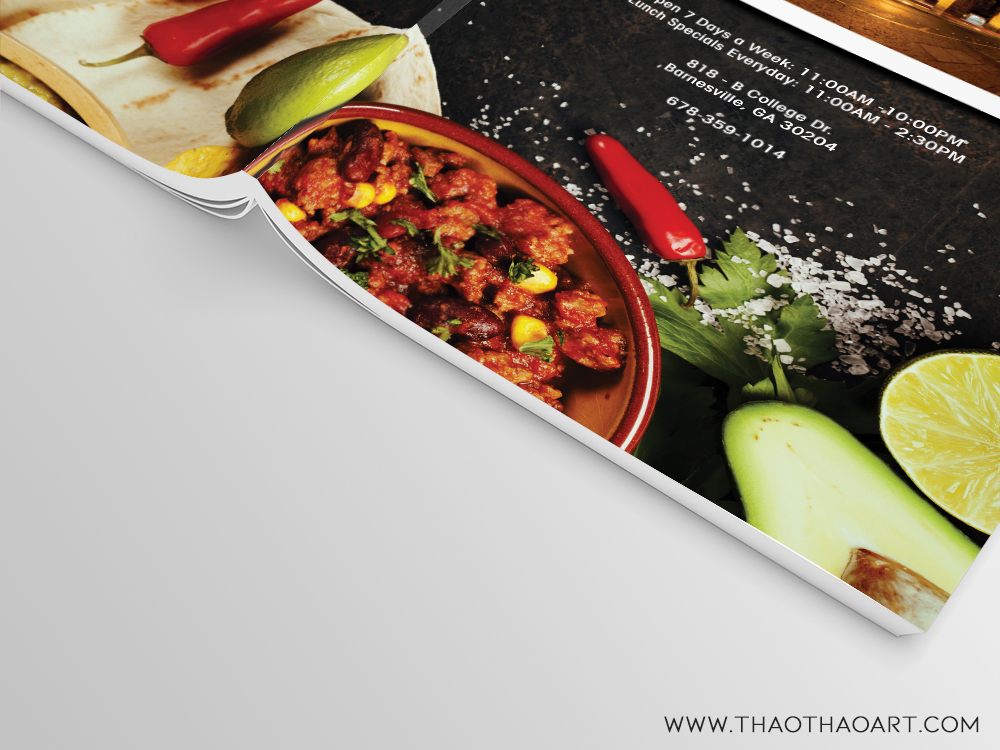 pen 7 Days a Week: 11:00AM -10:00PM
Lunch Specials Everyday: 11:00AM - 2:30PM
818 - B College Dr.
Barnesville, GA 30204
678-359-1014
WWW.THAOTHAOART.COM